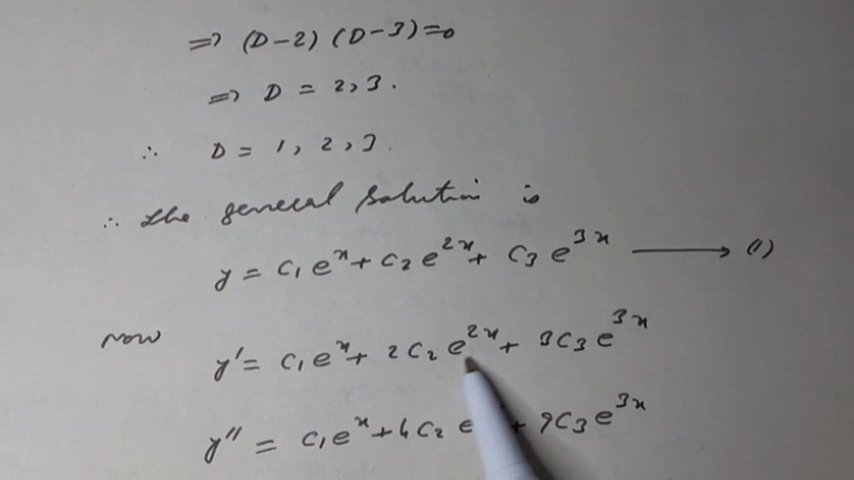 ⇒ (D-2) (D-3)=0
⇒ D = 2, 3.
∴ D = 1, 2, 3.
∴ the general solution is
y = c₁eˣ + c₂e²ˣ + c₃e³ˣ ⟶ (1)
now
y' = c₁eˣ + 2c₂e²ˣ + 3c₃e³ˣ
y'' = c₁eˣ + 4c₂e + 9c₃e³ˣ